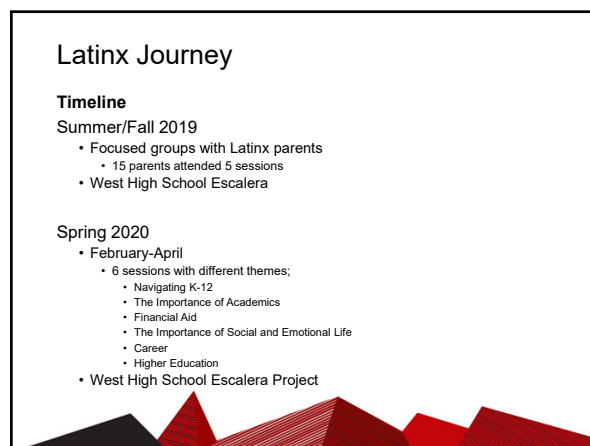 Latinx Journey
Timeline
Summer/Fall 2019
• Focused groups with Latinx parents
• 15 parents attended 5 sessions
• West High School Escalera
Spring 2020
• February-April
• 6 sessions with different themes;
• Navigating K-12
• The Importance of Academics
• Financial Aid
• The Importance of Social and Emotional Life
• Career
• Higher Education
• West High School Escalera Project